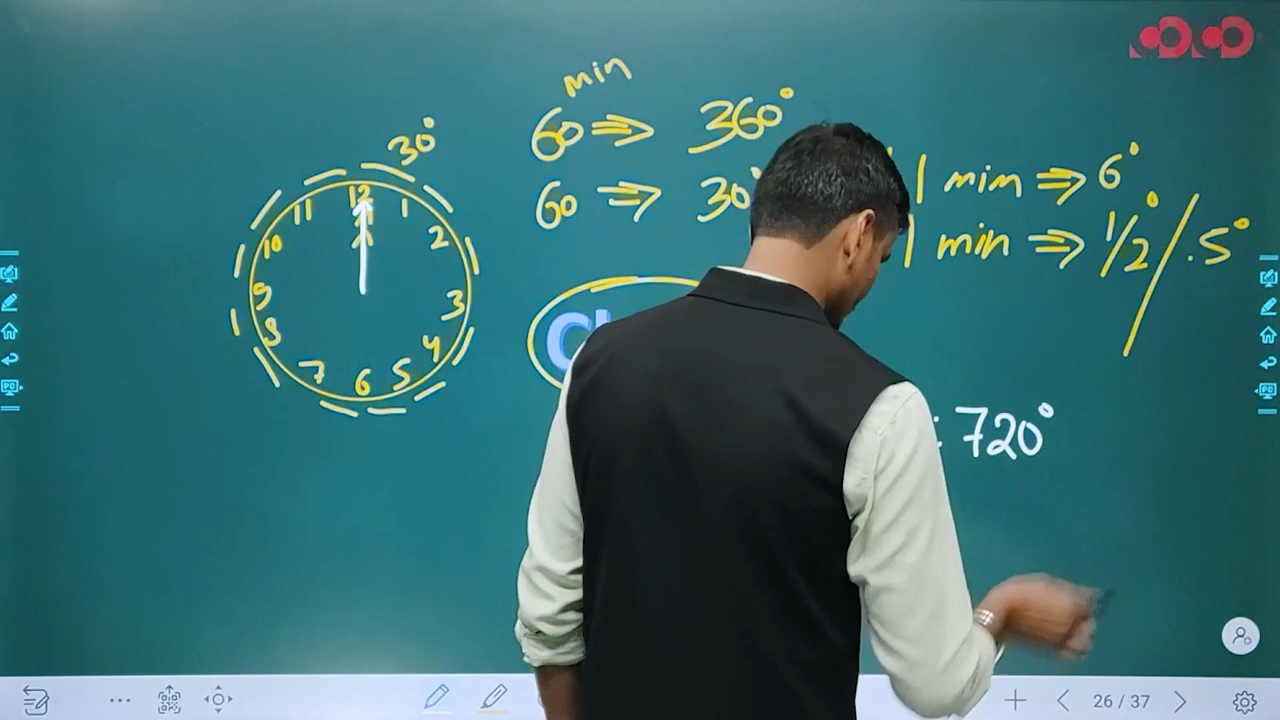 min
60 ⇒ 360°
60 ⇒ 30°
1 min ⇒ 6°
1 min ⇒ 1/2° / .5°
: 720°
30°
12
11 1
10 2
9 3
8 4
7 6 5
26 / 37